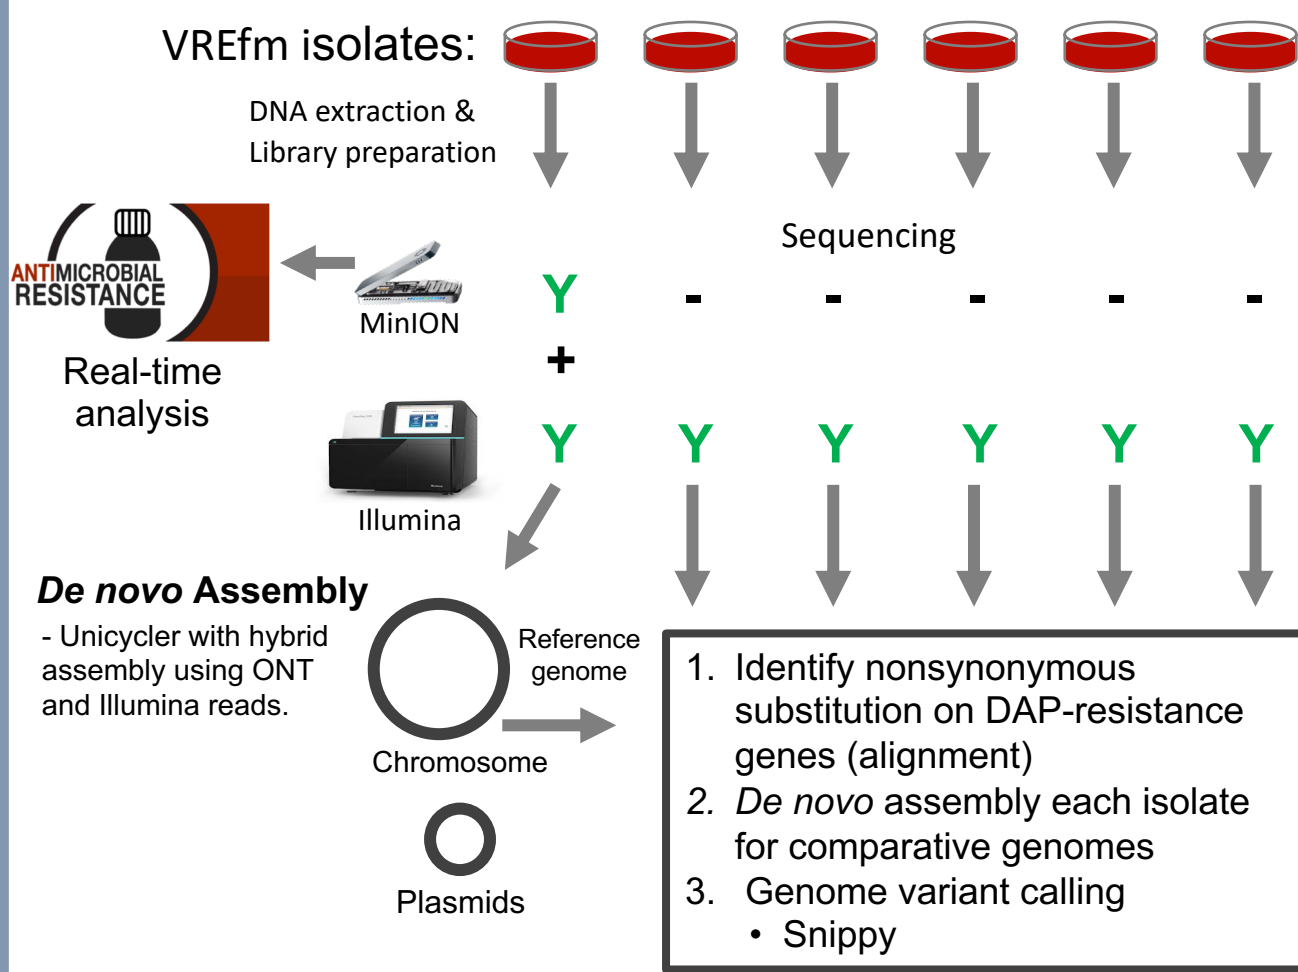 VREfm isolates:
DNA extraction &
Library preparation
Sequencing
ANTIMICROBIAL
RESISTANCE
Real-time
analysis
MinION
Y - - - - -
+
Illumina
Y Y Y Y Y Y
De novo Assembly
- Unicycler with hybrid
assembly using ONT
and Illumina reads.
Reference
genome
Chromosome
Plasmids
1. Identify nonsynonymous
substitution on DAP-resistance
genes (alignment)
2. De novo assembly each isolate
for comparative genomes
3. Genome variant calling
• Snippy